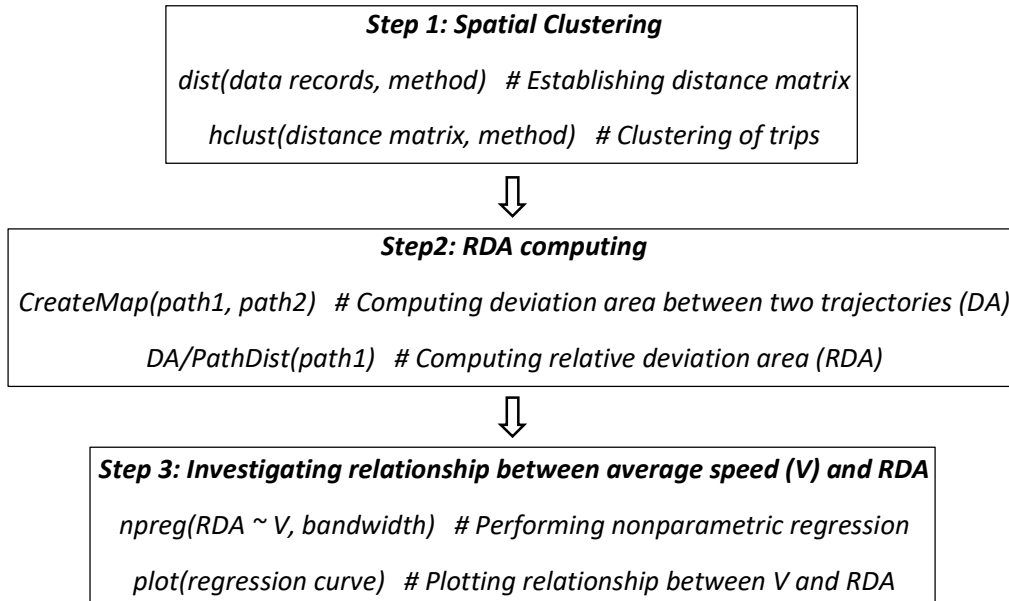 Step 1: Spatial Clustering
dist(data records, method) # Establishing distance matrix
hclust(distance matrix, method) # Clustering of trips
Step2: RDA computing
CreateMap(path1, path2) # Computing deviation area between two trajectories (DA)
DA/PathDist(path1) # Computing relative deviation area (RDA)
Step 3: Investigating relationship between average speed (V) and RDA
npreg(RDA ~ V, bandwidth) # Performing nonparametric regression
plot(regression curve) # Plotting relationship between V and RDA